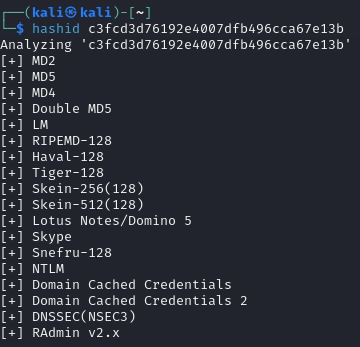 ┌──(kali㉿kali)-[~]
└─$ hashid c3fcd3d76192e4007dfb496cca67e13b
Analyzing 'c3fcd3d76192e4007dfb496cca67e13b'
[+] MD2
[+] MD5
[+] MD4
[+] Double MD5
[+] LM
[+] RIPEMD-128
[+] Haval-128
[+] Tiger-128
[+] Skein-256(128)
[+] Skein-512(128)
[+] Lotus Notes/Domino 5
[+] Skype
[+] Snefru-128
[+] NTLM
[+] Domain Cached Credentials
[+] Domain Cached Credentials 2
[+] DNSSEC(NSEC3)
[+] RAdmin v2.x